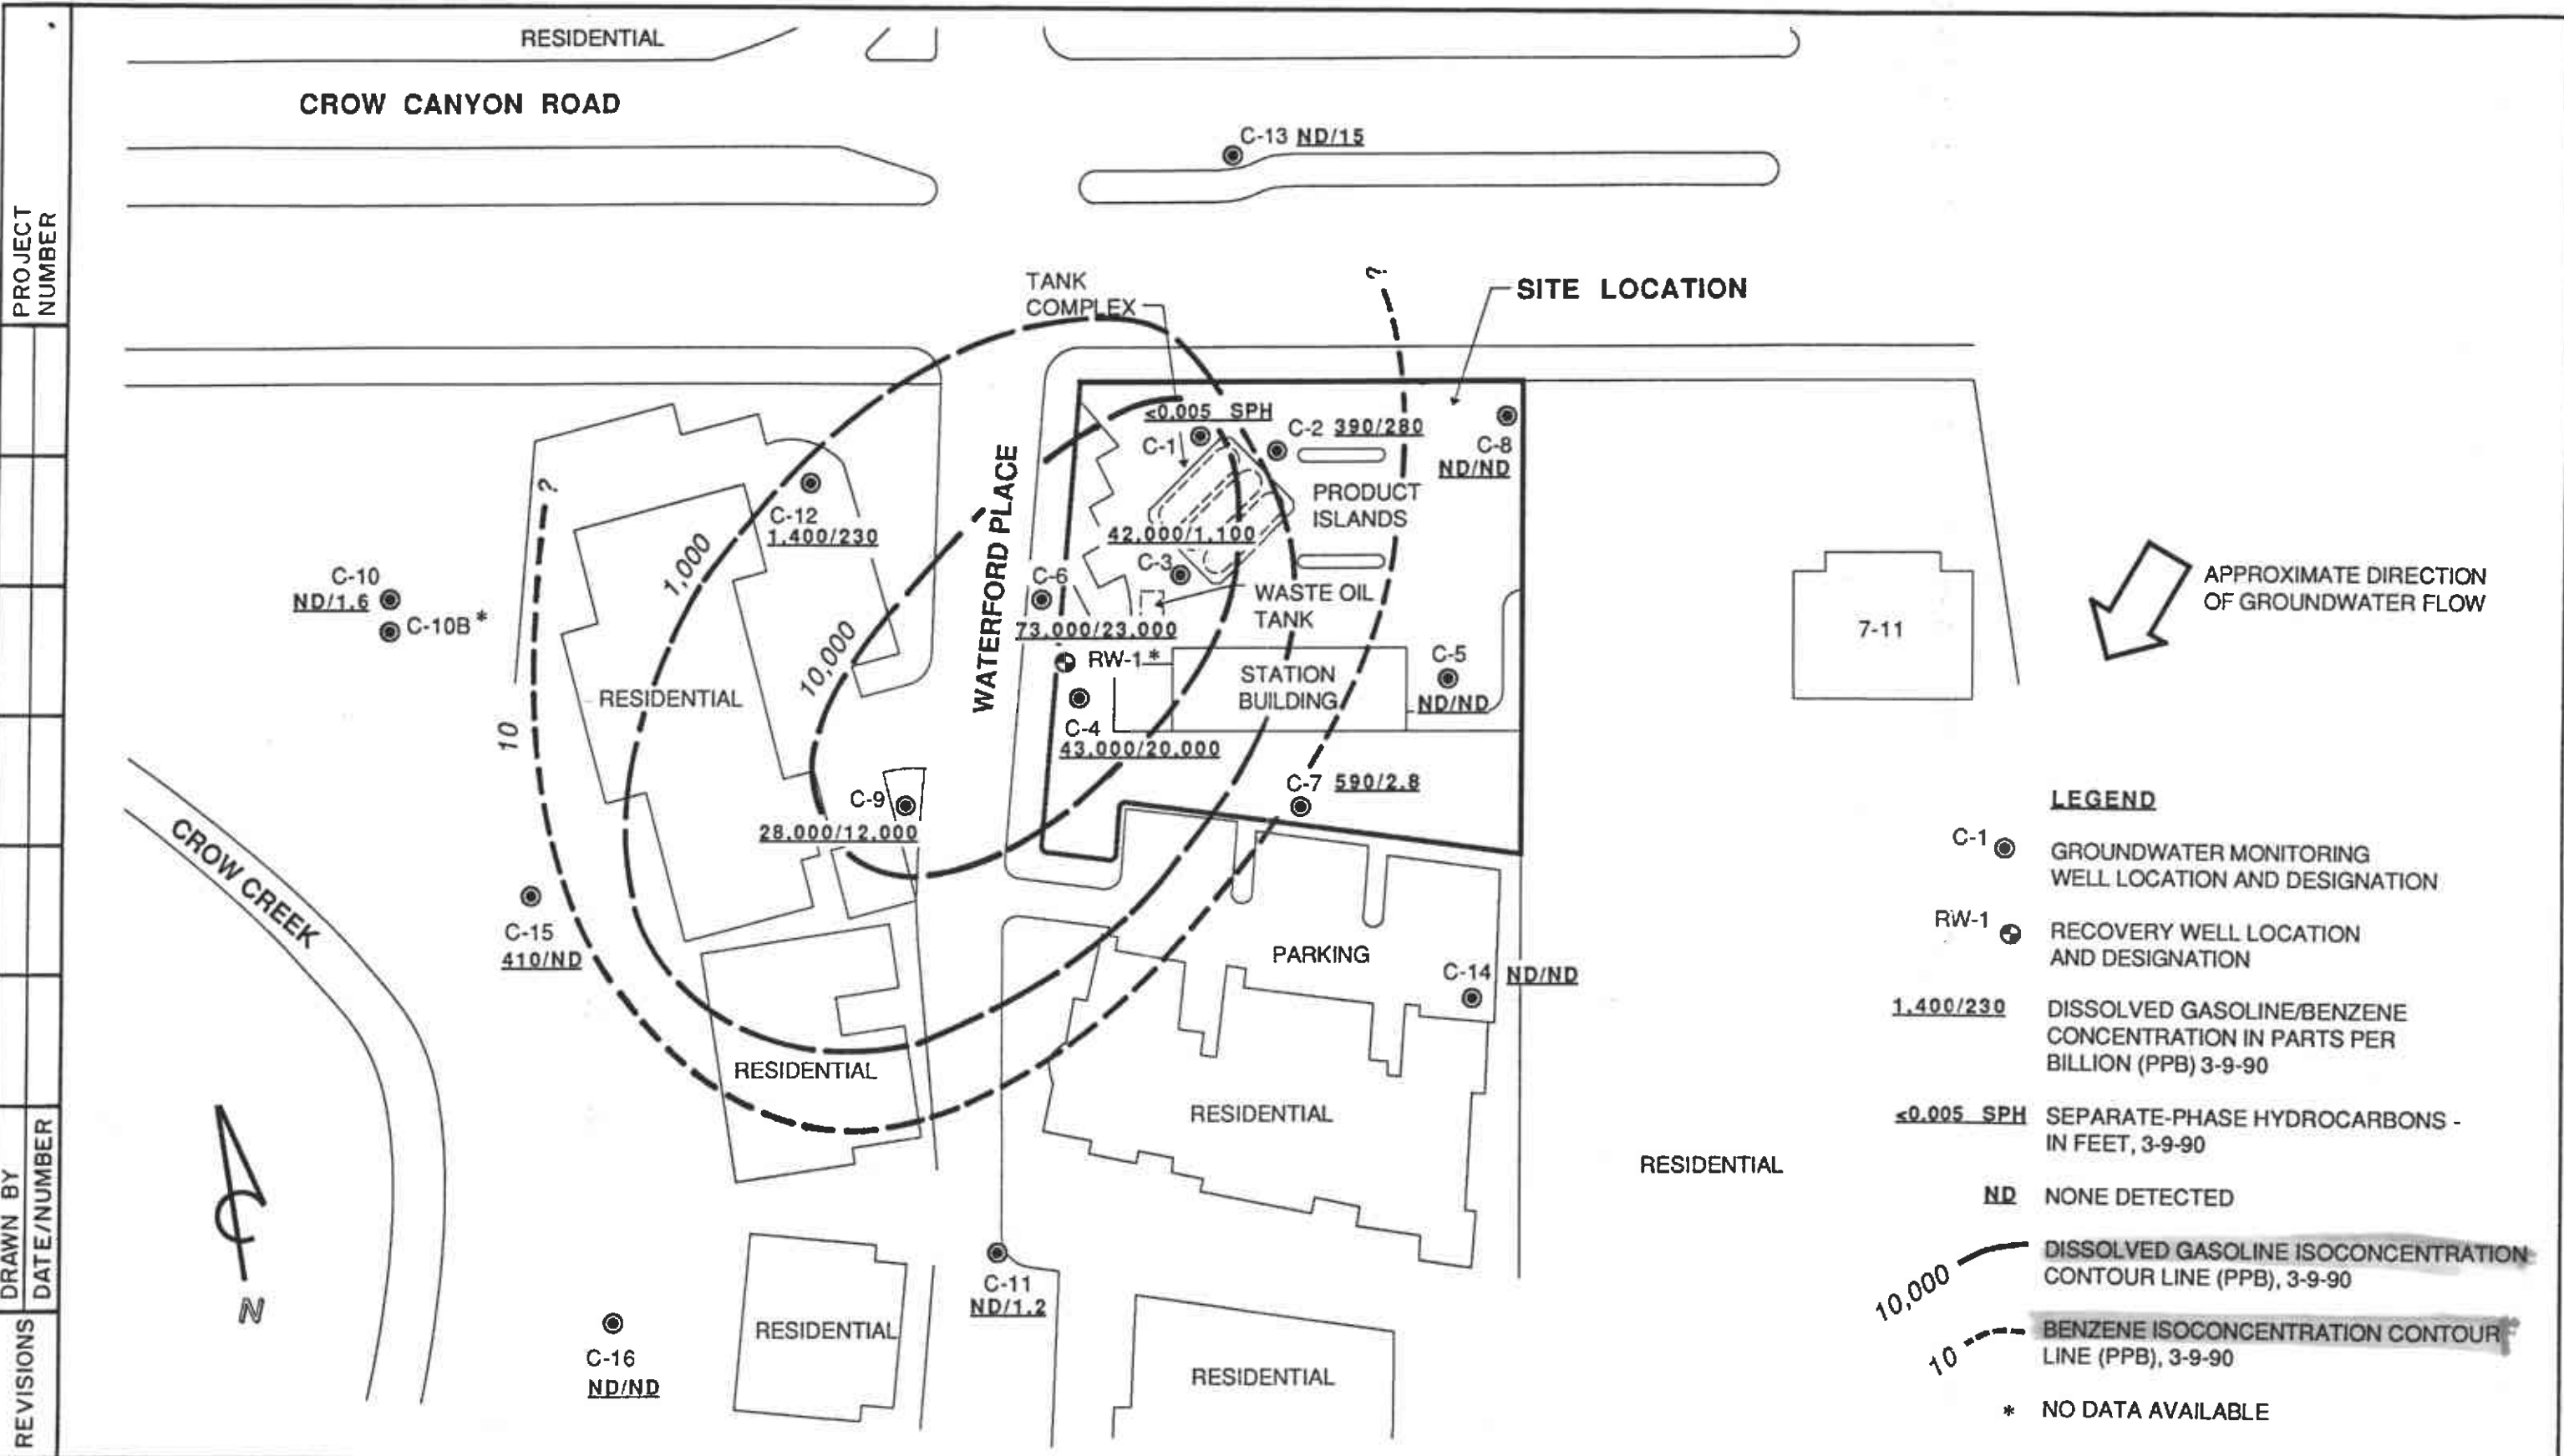 PROJECT
NUMBER
DRAWN BY
DATE/NUMBER
REVISIONS
RESIDENTIAL
CROW CANYON ROAD
C-13 ND/15
TANK
COMPLEX
?
SITE LOCATION
≤0.005 SPH
C-1
C-2 390/280
C-8
ND/ND
WATERFORD PLACE
PRODUCT
ISLANDS
?
C-12
1,400/230
1,000
42,000/1,100
C-3
C-10
ND/1.6
C-10B*
C-6
73,000/23,000
WASTE OIL
TANK
APPROXIMATE DIRECTION
OF GROUNDWATER FLOW
7-11
10,000
RW-1*
STATION
BUILDING
C-5
ND/ND
RESIDENTIAL
10
C-4
43,000/20,000
C-7 590/2.8
C-9
28,000/12,000
CROW CREEK
C-15
410/ND
PARKING
C-14 ND/ND
RESIDENTIAL
RESIDENTIAL
RESIDENTIAL
N
C-11
ND/1.2
RESIDENTIAL
C-16
ND/ND
RESIDENTIAL
LEGEND
C-1
GROUNDWATER MONITORING
WELL LOCATION AND DESIGNATION
RW-1
RECOVERY WELL LOCATION
AND DESIGNATION
1,400/230 DISSOLVED GASOLINE/BENZENE
CONCENTRATION IN PARTS PER
BILLION (PPB) 3-9-90
≤0.005 SPH SEPARATE-PHASE HYDROCARBONS -
IN FEET, 3-9-90
ND NONE DETECTED
10,000 DISSOLVED GASOLINE ISOCONCENTRATION
CONTOUR LINE (PPB), 3-9-90
10 BENZENE ISOCONCENTRATION CONTOUR
LINE (PPB), 3-9-90
* NO DATA AVAILABLE